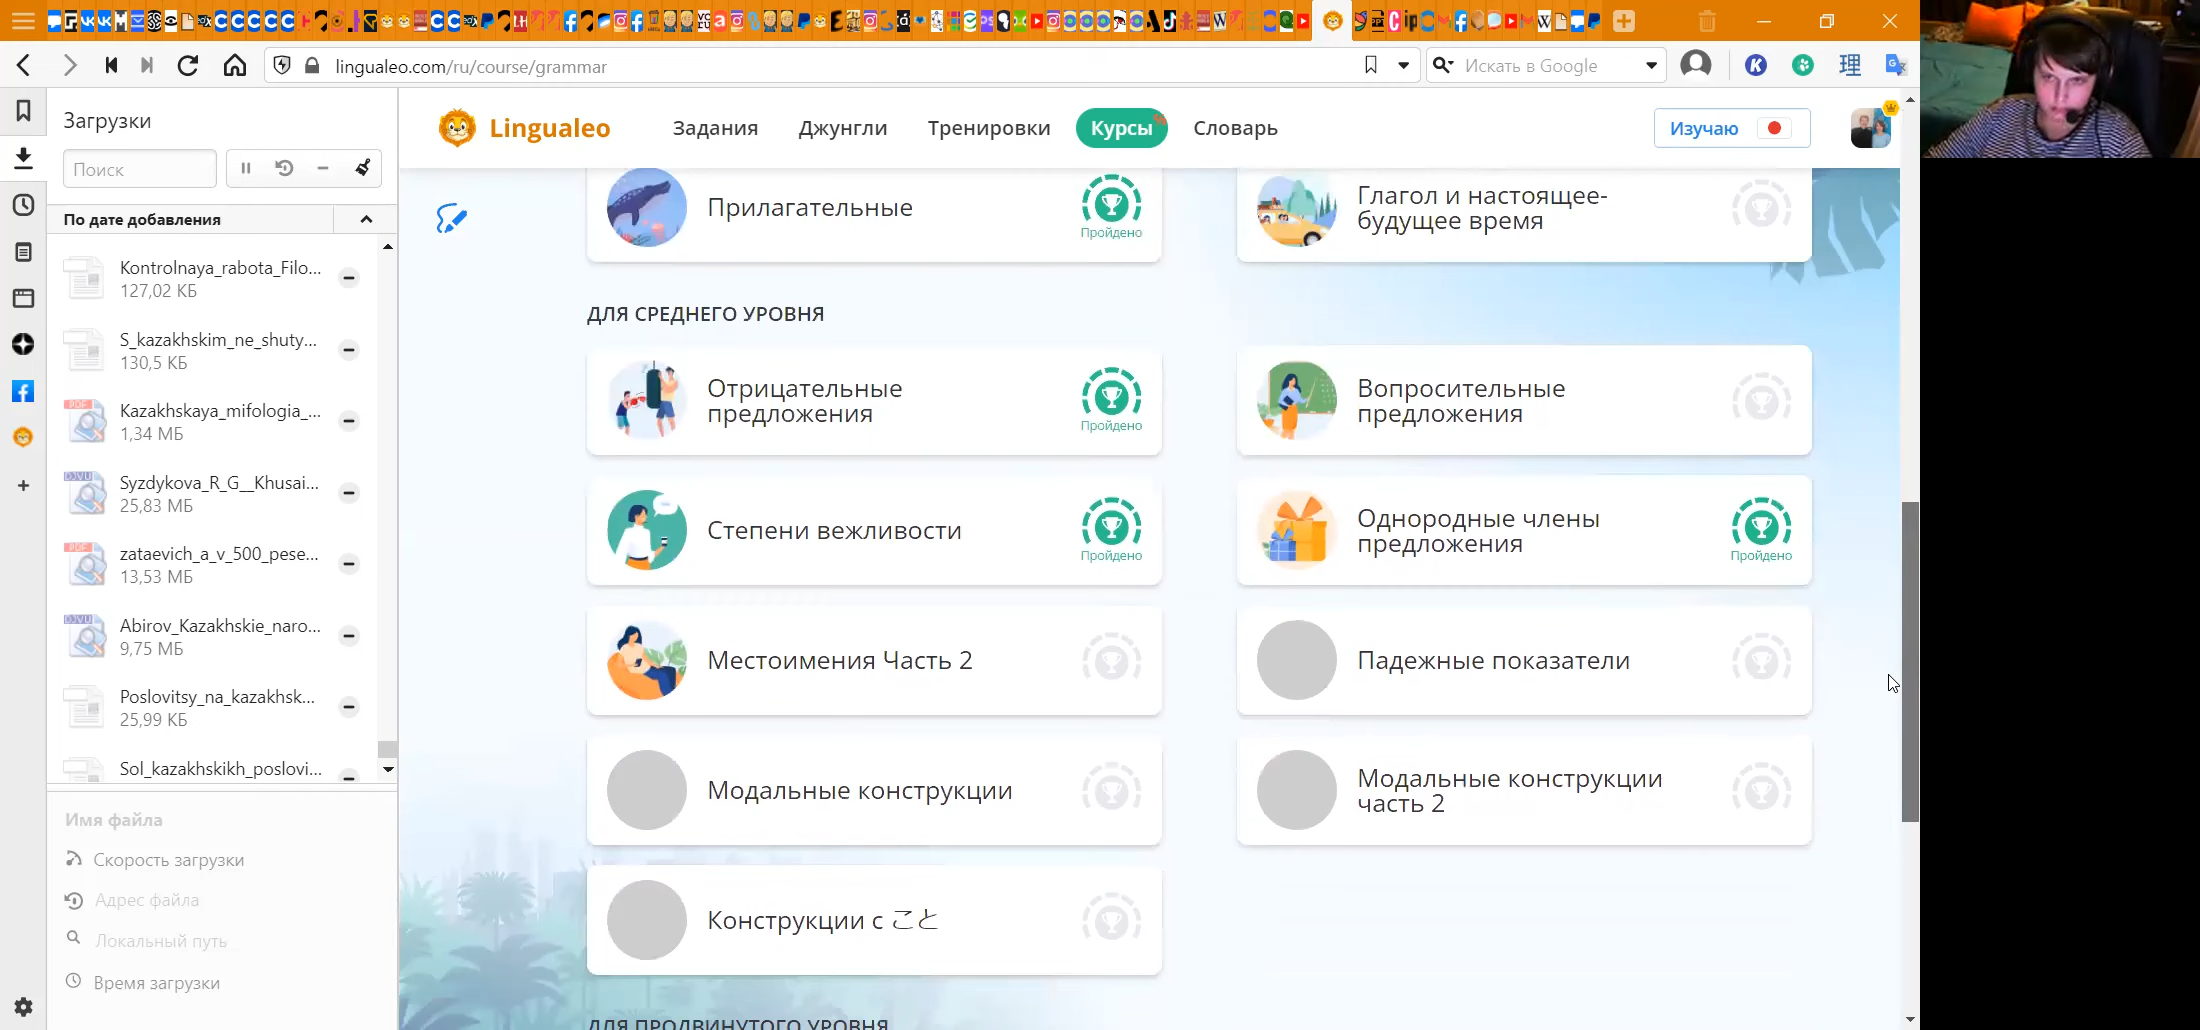 lingualeo.com/ru/course/grammar
Искать в Google
Загрузки
Поиск
По дате добавления
Kontrolnaya_rabota_Filo...
127,02 КБ
S_kazakhskim_ne_shuty...
130,5 КБ
Kazakhskaya_mifologia_...
1,34 МБ
Syzdykova_R_G__Khusai...
25,83 МБ
zataevich_a_v_500_pese...
13,53 МБ
Abirov_Kazakhskie_naro...
9,75 МБ
Poslovitsy_na_kazakhsk...
25,99 КБ
Sol_kazakhskikh_poslovi...
Имя файла
Скорость загрузки
Адрес файла
Локальный путь
Время загрузки
Lingualeo
Задания
Джунгли
Тренировки
Курсы
Словарь
Изучаю
Прилагательные
Пройдено
Глагол и настоящее-
будущее время
ДЛЯ СРЕДНЕГО УРОВНЯ
Отрицательные
предложения
Пройдено
Вопросительные
предложения
Степени вежливости
Пройдено
Однородные члены
предложения
Пройдено
Местоимения Часть 2
Падежные показатели
Модальные конструкции
Модальные конструкции
часть 2
Конструкции с こと
ДЛЯ ПРОДВИНУТОГО УРОВНЯ